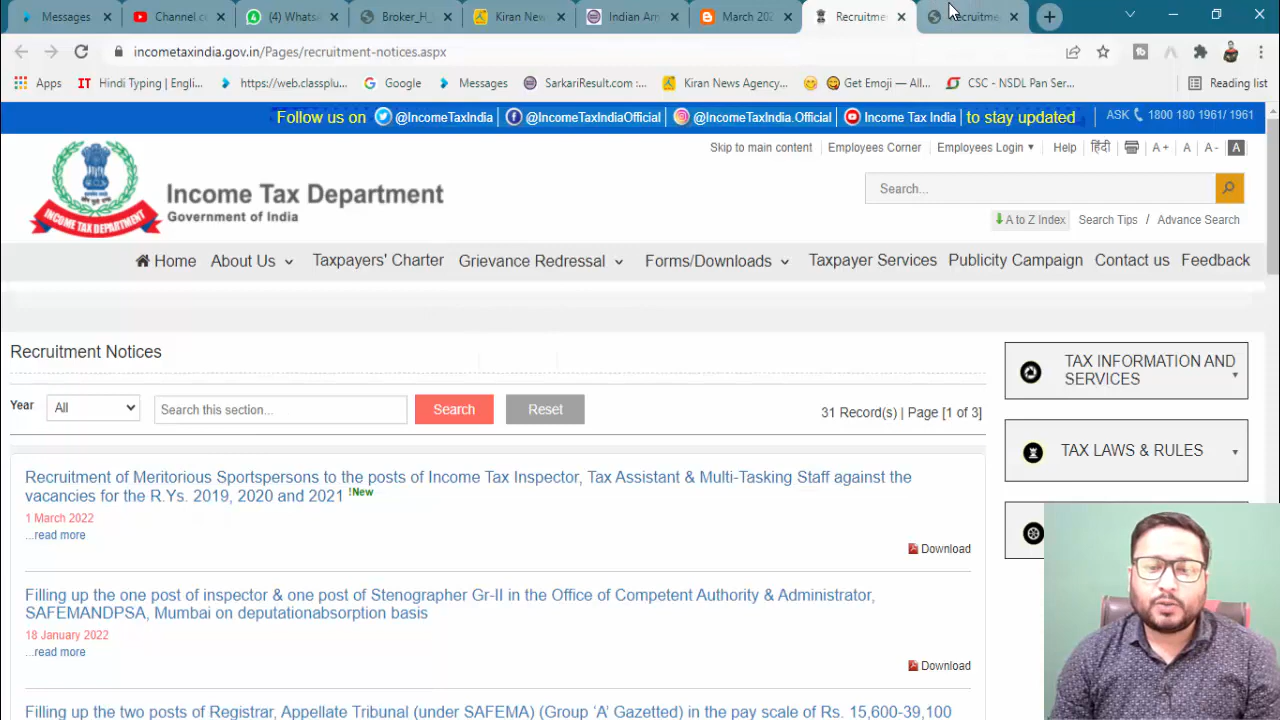 Messages
Channel c
(4) Whats
Broker_H_
Kiran New
Indian Arm
March 202
Recruitme
Recruitme
incometaxindia.gov.in/Pages/recruitment-notices.aspx
Apps
IT Hindi Typing | Engli...
https://web.classplu...
Google
Messages
SarkariResult.com :...
Kiran News Agency...
Get Emoji — All...
CSC - NSDL Pan Ser...
Reading list
Follow us on @IncomeTaxIndia | @IncomeTaxIndiaOfficial | @IncomeTaxIndia.Official | Income Tax India | to stay updated
ASK 1800 180 1961/ 1961
Skip to main content | Employees Corner | Employees Login | Help | हिंदी A + A A - A
INCOME TAX DEPARTMENT
Income Tax Department
Government of India
Search...
A to Z Index Search Tips / Advance Search
Home About Us Taxpayers' Charter Grievance Redressal Forms/Downloads Taxpayer Services Publicity Campaign Contact us Feedback
Recruitment Notices
Year All Search this section... Search Reset
31 Record(s) | Page [1 of 3]
Recruitment of Meritorious Sportspersons to the posts of Income Tax Inspector, Tax Assistant & Multi-Tasking Staff against the
vacancies for the R.Ys. 2019, 2020 and 2021 !New
1 March 2022
...read more
Download
Filling up the one post of inspector & one post of Stenographer Gr-II in the Office of Competent Authority & Administrator,
SAFEMANDPSA, Mumbai on deputationabsorption basis
18 January 2022
...read more
Download
Filling up the two posts of Registrar, Appellate Tribunal (under SAFEMA) (Group 'A' Gazetted) in the pay scale of Rs. 15,600-39,100
TAX INFORMATION AND
SERVICES
TAX LAWS & RULES